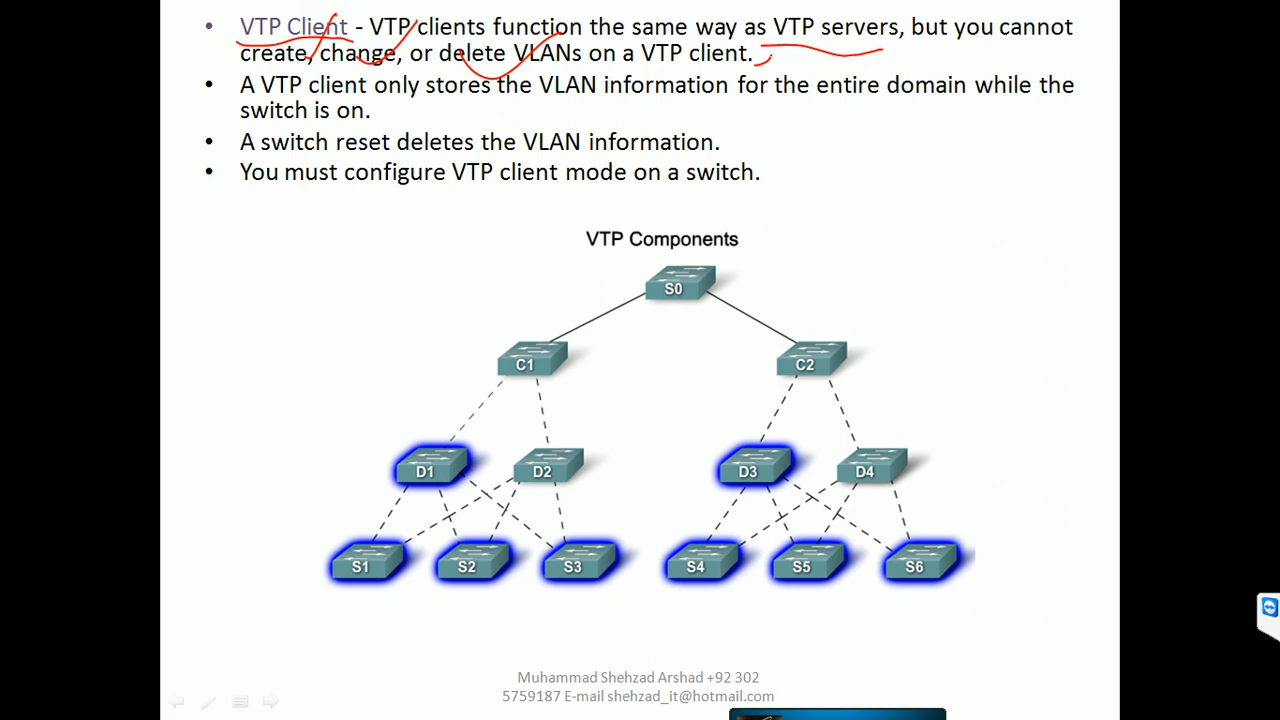 • VTP Client - VTP clients function the same way as VTP servers, but you cannot
create, change, or delete VLANs on a VTP client.
• A VTP client only stores the VLAN information for the entire domain while the
switch is on.
• A switch reset deletes the VLAN information.
• You must configure VTP client mode on a switch.
VTP Components
S0
C1 C2
D1 D2 D3 D4
S1 S2 S3 S4 S5 S6
Muhammad Shehzad Arshad +92 302
5759187 E-mail shehzad_it@hotmail.com